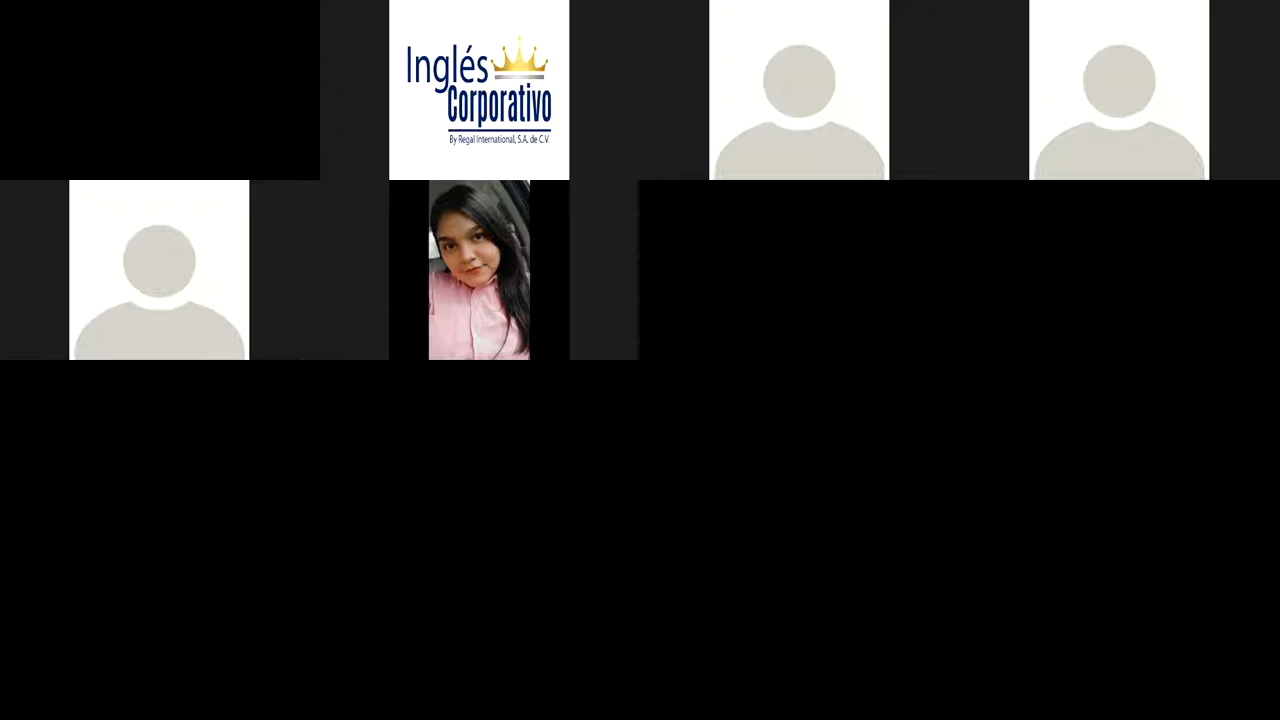 Inglés
Corporativo
By Regal International, S.A. de C.V.